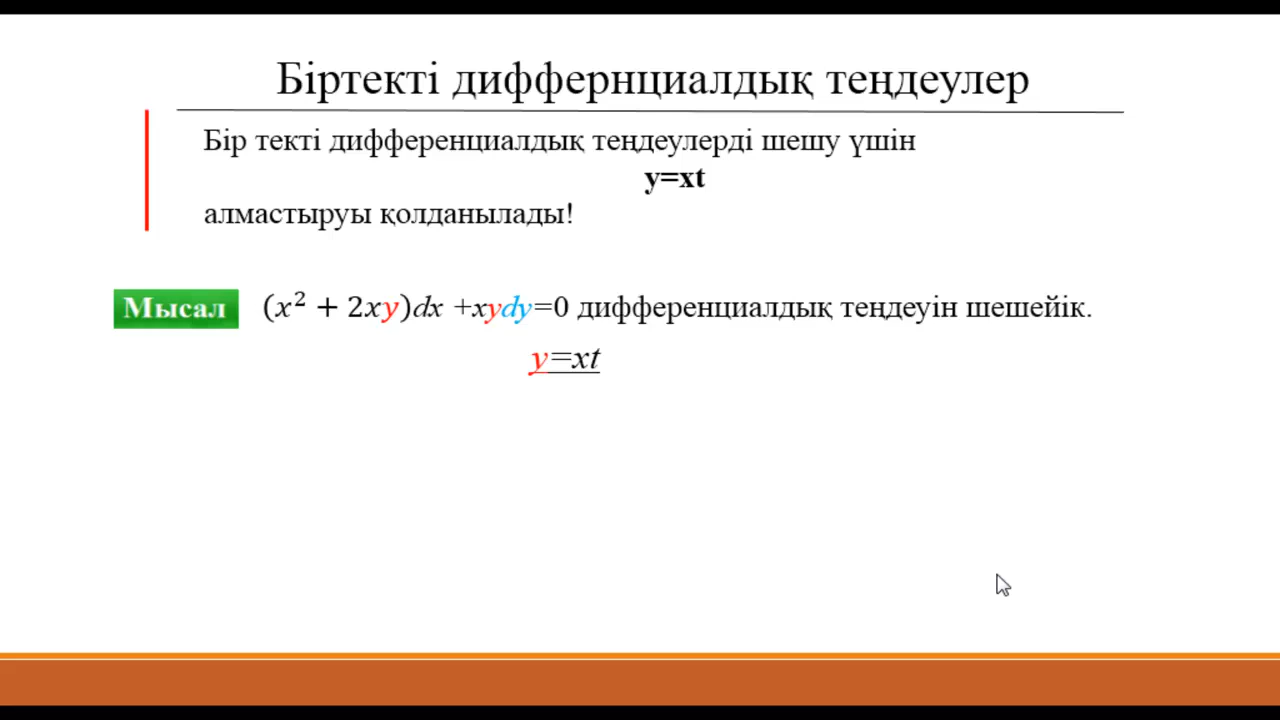 Біртекті диффернциалдық теңдеулер
Бір текті дифференциалдық теңдеулерді шешу үшін
y=xt
алмастыруы қолданылады!
Мысал (x² + 2xy)dx +xydy=0 дифференциалдық теңдеуін шешейік.
y=xt